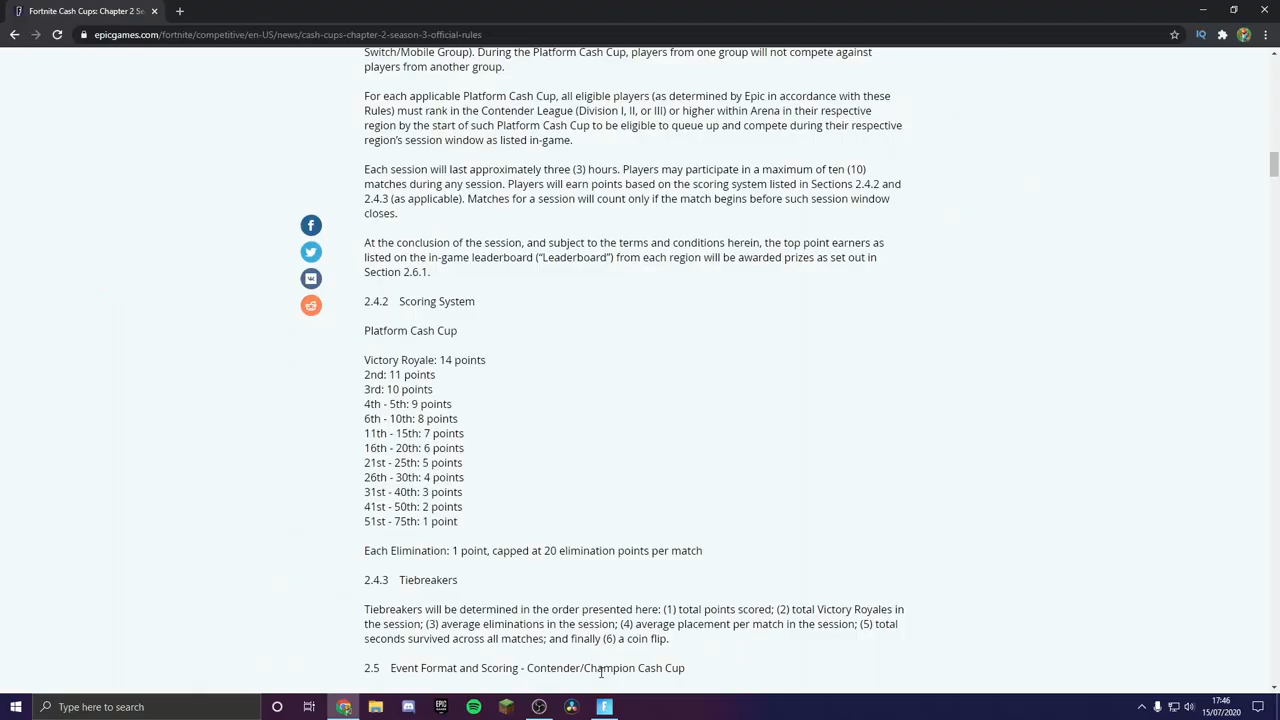 Fortnite Cash Cups: Chapter 2 Se
epicgames.com/fortnite/competitive/en-US/news/cash-cups-chapter-2-season-3-official-rules
Switch/Mobile Group). During the Platform Cash Cup, players from one group will not compete against
players from another group.
For each applicable Platform Cash Cup, all eligible players (as determined by Epic in accordance with these
Rules) must rank in the Contender League (Division I, II, or III) or higher within Arena in their respective
region by the start of such Platform Cash Cup to be eligible to queue up and compete during their respective
region's session window as listed in-game.
Each session will last approximately three (3) hours. Players may participate in a maximum of ten (10)
matches during any session. Players will earn points based on the scoring system listed in Sections 2.4.2 and
2.4.3 (as applicable). Matches for a session will count only if the match begins before such session window
closes.
At the conclusion of the session, and subject to the terms and conditions herein, the top point earners as
listed on the in-game leaderboard ("Leaderboard") from each region will be awarded prizes as set out in
Section 2.6.1.
2.4.2 Scoring System
Platform Cash Cup
Victory Royale: 14 points
2nd: 11 points
3rd: 10 points
4th - 5th: 9 points
6th - 10th: 8 points
11th - 15th: 7 points
16th - 20th: 6 points
21st - 25th: 5 points
26th - 30th: 4 points
31st - 40th: 3 points
41st - 50th: 2 points
51st - 75th: 1 point
Each Elimination: 1 point, capped at 20 elimination points per match
2.4.3 Tiebreakers
Tiebreakers will be determined in the order presented here: (1) total points scored; (2) total Victory Royales in
the session; (3) average eliminations in the session; (4) average placement per match in the session; (5) total
seconds survived across all matches; and finally (6) a coin flip.
2.5 Event Format and Scoring - Contender/Champion Cash Cup
Type here to search
17:46
15/07/2020